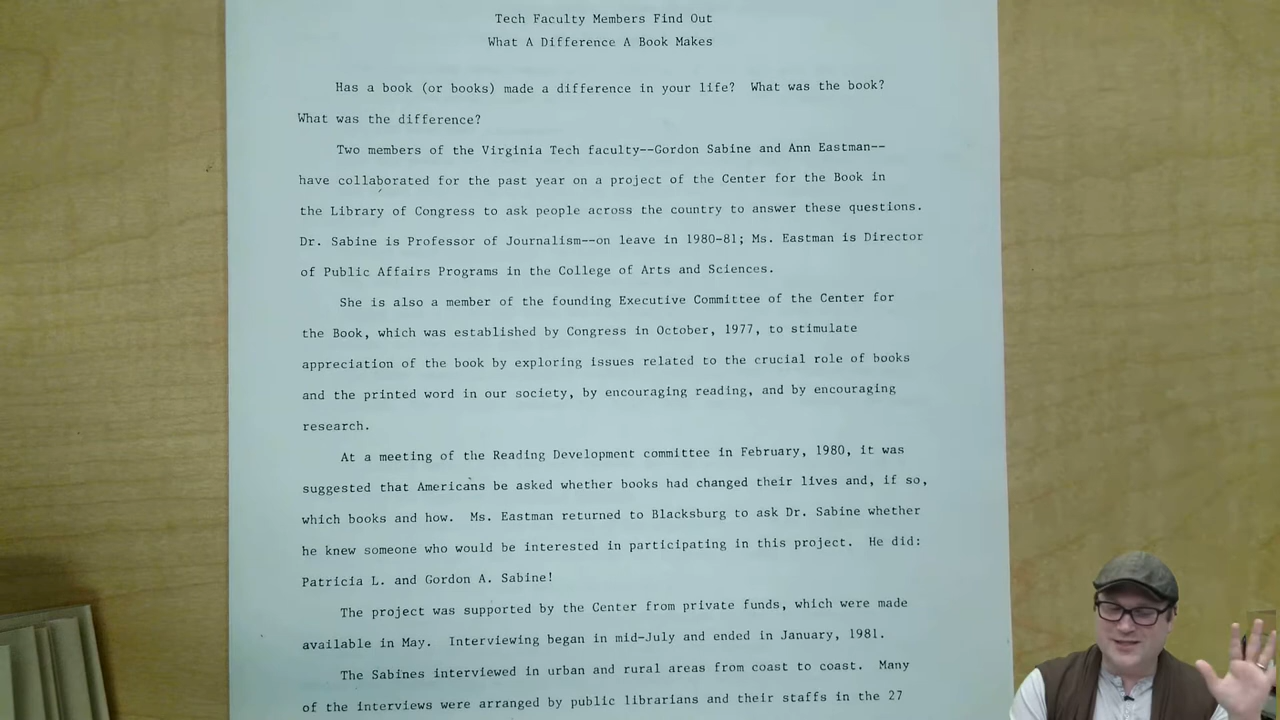 Tech Faculty Members Find Out
What A Difference A Book Makes
Has a book (or books) made a difference in your life? What was the book?
What was the difference?
Two members of the Virginia Tech faculty--Gordon Sabine and Ann Eastman--
have collaborated for the past year on a project of the Center for the Book in
the Library of Congress to ask people across the country to answer these questions.
Dr. Sabine is Professor of Journalism--on leave in 1980-81; Ms. Eastman is Director
of Public Affairs Programs in the College of Arts and Sciences.
She is also a member of the founding Executive Committee of the Center for
the Book, which was established by Congress in October, 1977, to stimulate
appreciation of the book by exploring issues related to the crucial role of books
and the printed word in our society, by encouraging reading, and by encouraging
research.
At a meeting of the Reading Development committee in February, 1980, it was
suggested that Americans be asked whether books had changed their lives and, if so,
which books and how. Ms. Eastman returned to Blacksburg to ask Dr. Sabine whether
he knew someone who would be interested in participating in this project. He did:
Patricia L. and Gordon A. Sabine!
The project was supported by the Center from private funds, which were made
available in May. Interviewing began in mid-July and ended in January, 1981.
The Sabines interviewed in urban and rural areas from coast to coast. Many
of the interviews were arranged by public librarians and their staffs in the 27